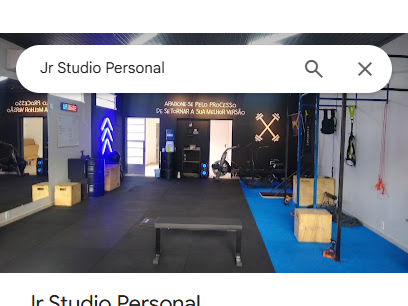 Jr Studio Personal
APAIXONE-SE PELO PROCESSO
DE SE TORNAR A SUA MELHOR VERSÃO
Jr Studio Personal